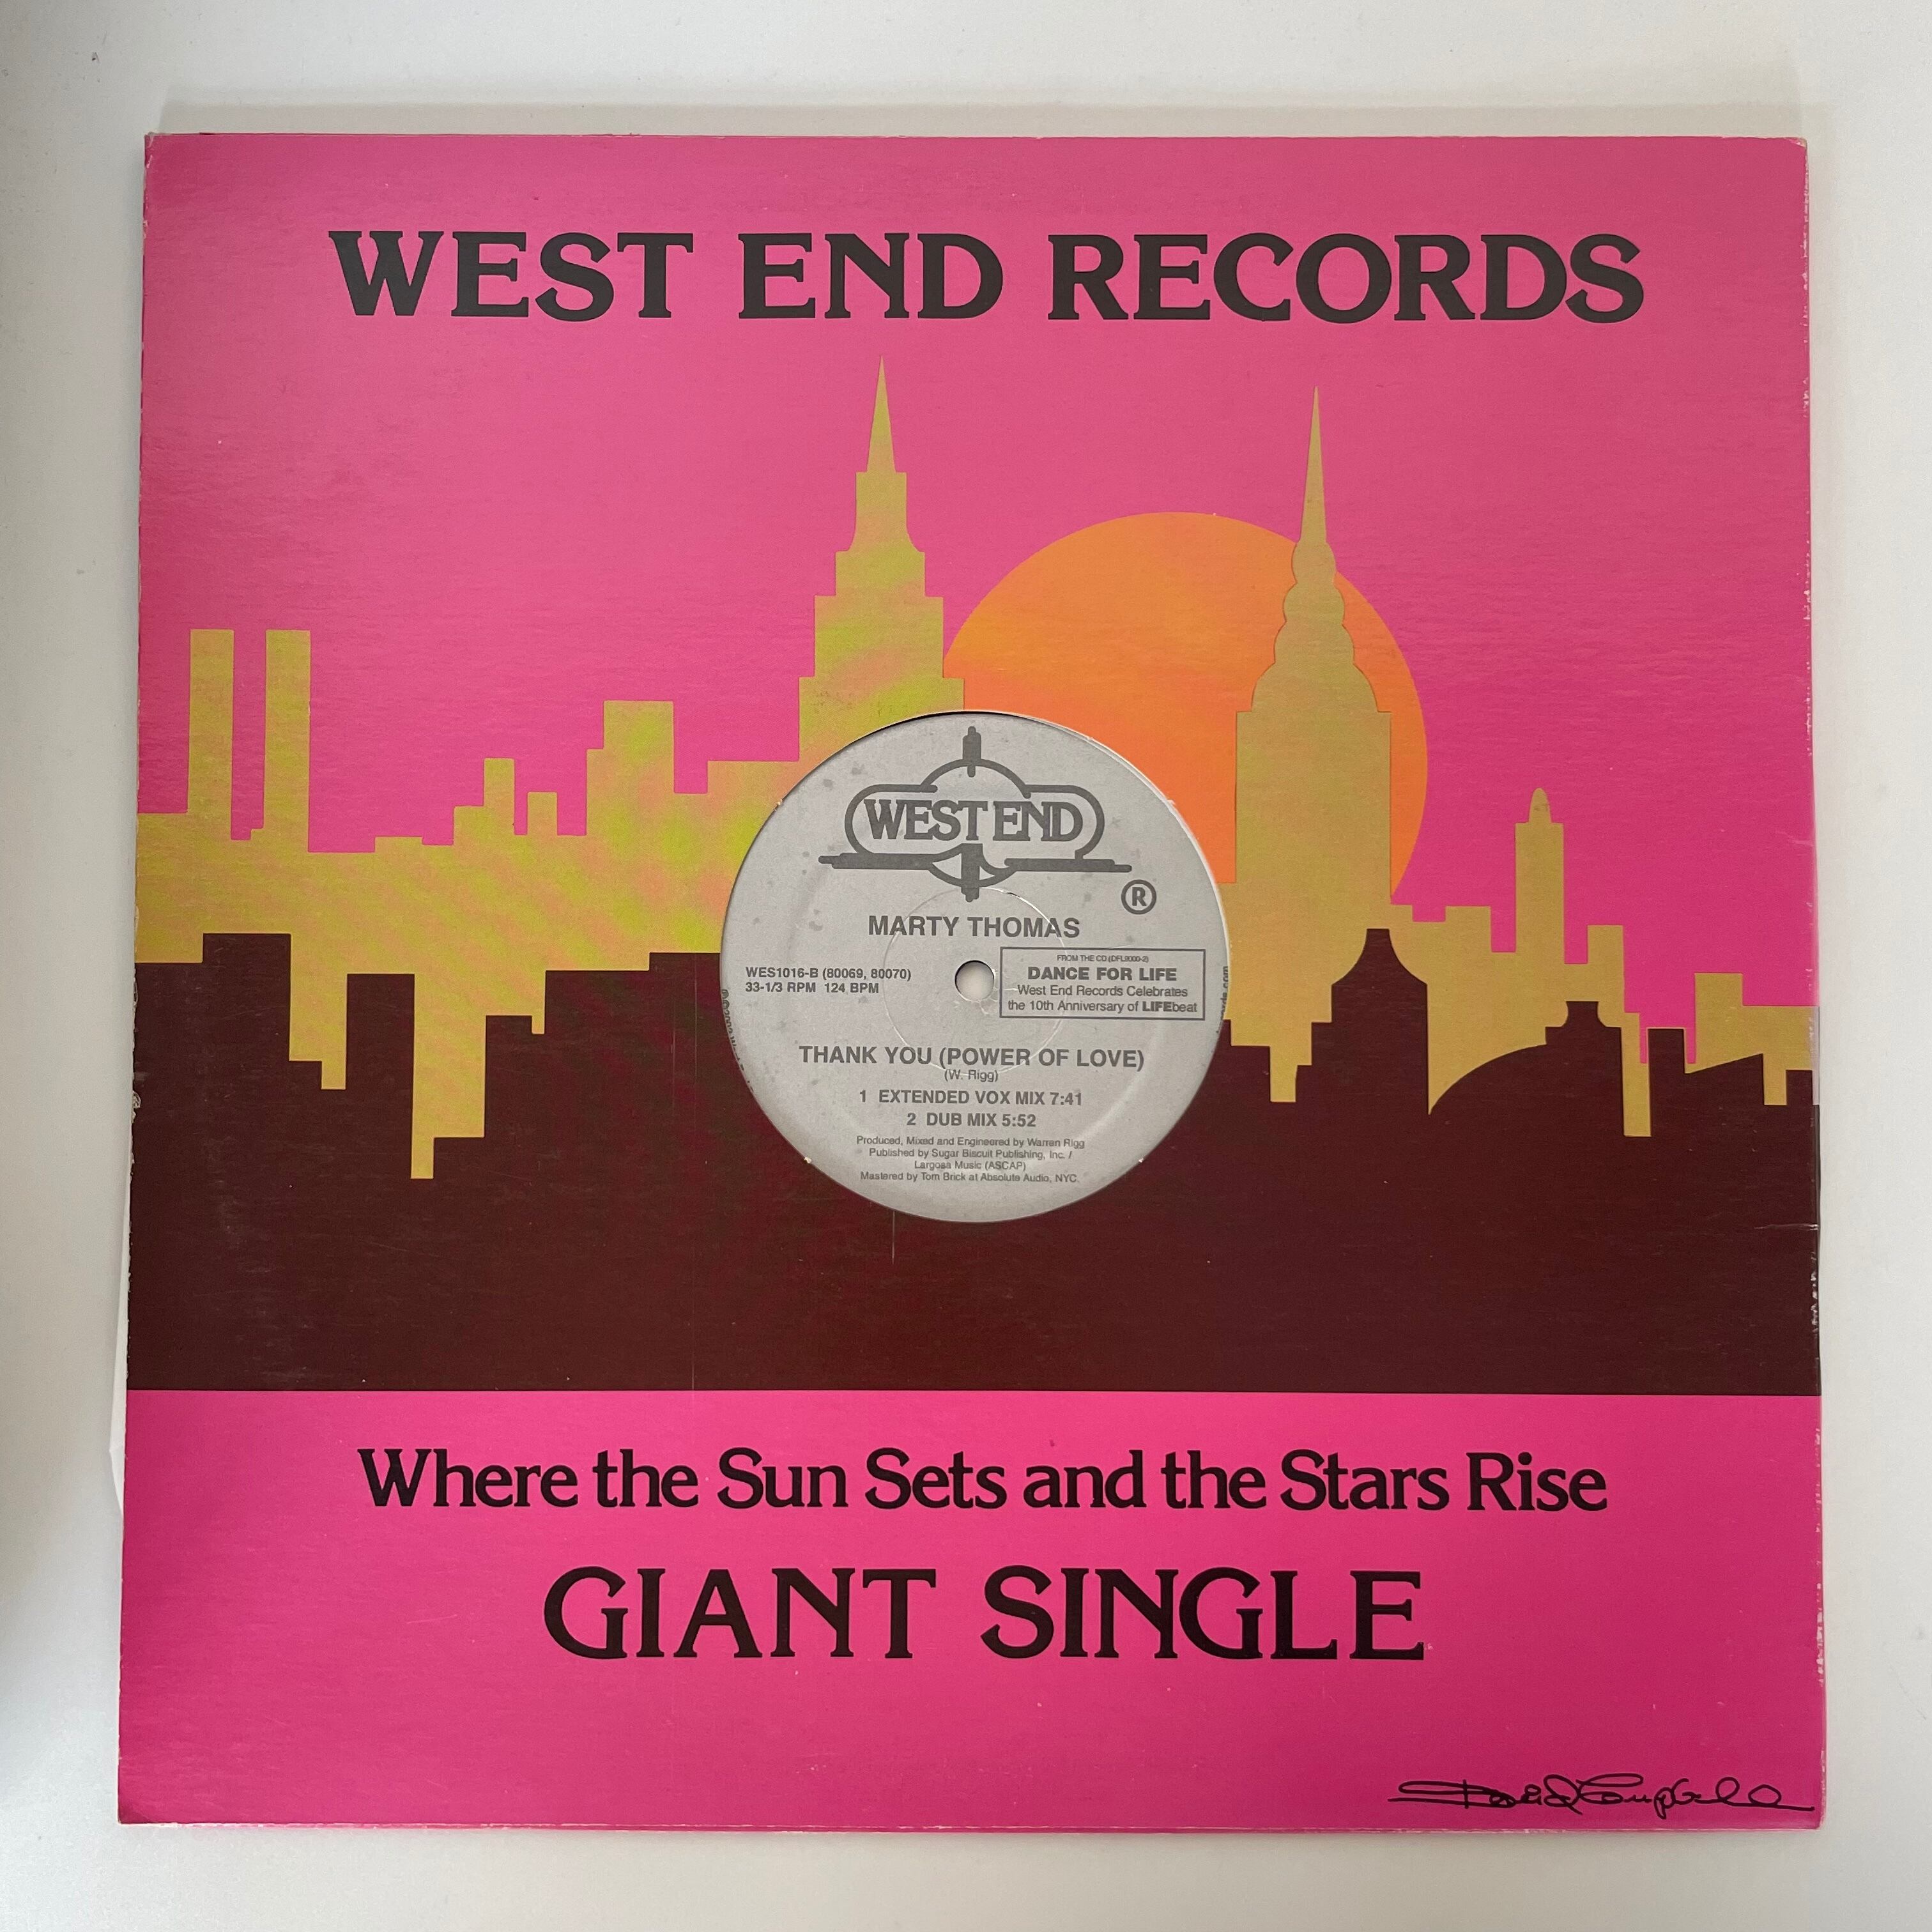 WEST END RECORDS
WEST END
®
MARTY THOMAS
WES1016-B (80069, 80070)
33-1/3 RPM 124 BPM
FROM THE CD (DFL9000-2)
DANCE FOR LIFE
West End Records Celebrates
the 10th Anniversary of LIFEbeat
THANK YOU (POWER OF LOVE)
(W. Rigg)
1 EXTENDED VOX MIX 7:41
2 DUB MIX 5:52
Produced, Mixed and Engineered by Warren Rigg
Published by Sugar Biscuit Publishing, Inc. /
Largosa Music (ASCAP)
Mastered by Tom Brick at Absolute Audio, NYC.
Where the Sun Sets and the Stars Rise
GIANT SINGLE
David Campbell